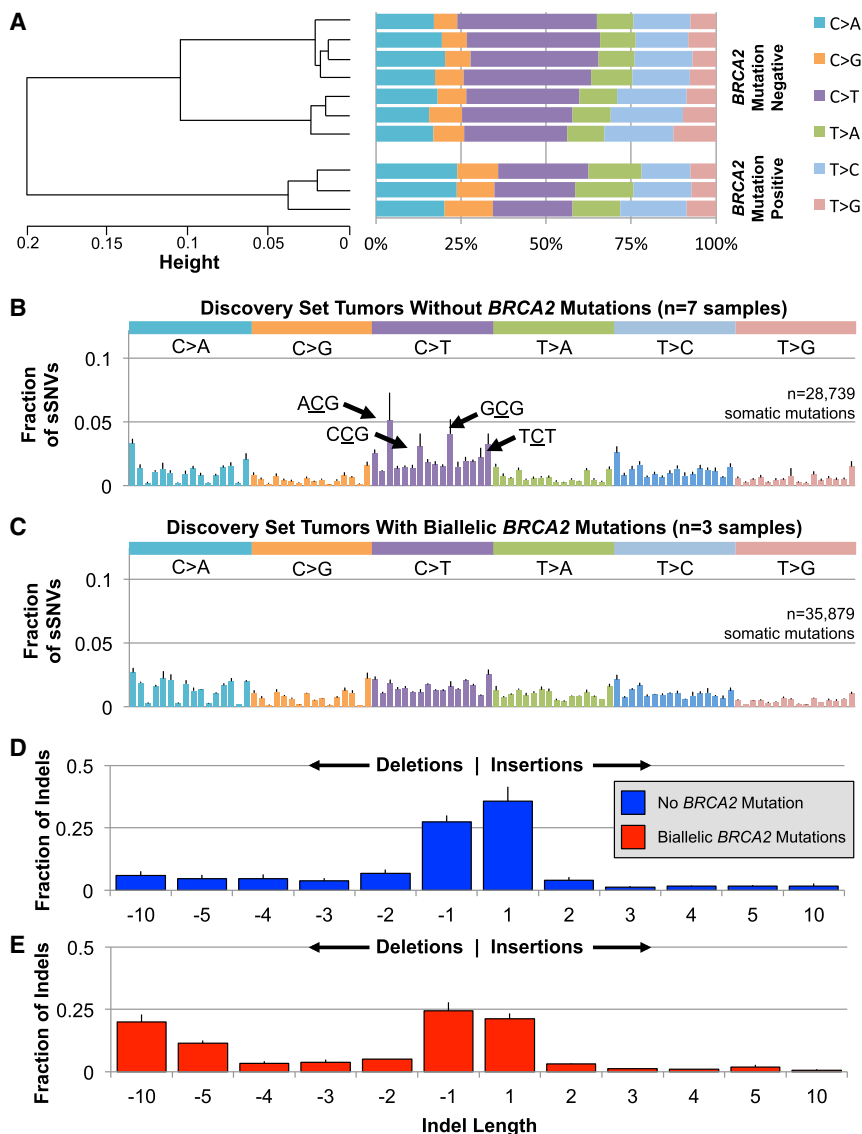 A
C>A
C>G
C>T
T>A
T>C
T>G
BRCA2
Mutation
Negative
BRCA2
Mutation
Positive
0.2
0.15
0.1
0.05
0
Height
0%
25%
50%
75%
100%
B
Discovery Set Tumors Without BRCA2 Mutations (n=7 samples)
Fraction
of sSNVs
0.1
0.05
0
C>A
C>G
C>T
T>A
T>C
T>G
n=28,739
somatic mutations
ACG
CCG
GCG
TCT
C
Discovery Set Tumors With Biallelic BRCA2 Mutations (n=3 samples)
Fraction
of sSNVs
0.1
0.05
0
C>A
C>G
C>T
T>A
T>C
T>G
n=35,879
somatic mutations
D
Fraction of Indels
0.5
0.25
0
Deletions | Insertions
No BRCA2 Mutation
Biallelic BRCA2 Mutations
-10
-5
-4
-3
-2
-1
1
2
3
4
5
10
E
Fraction of Indels
0.5
0.25
0
Deletions | Insertions
-10
-5
-4
-3
-2
-1
1
2
3
4
5
10
Indel Length